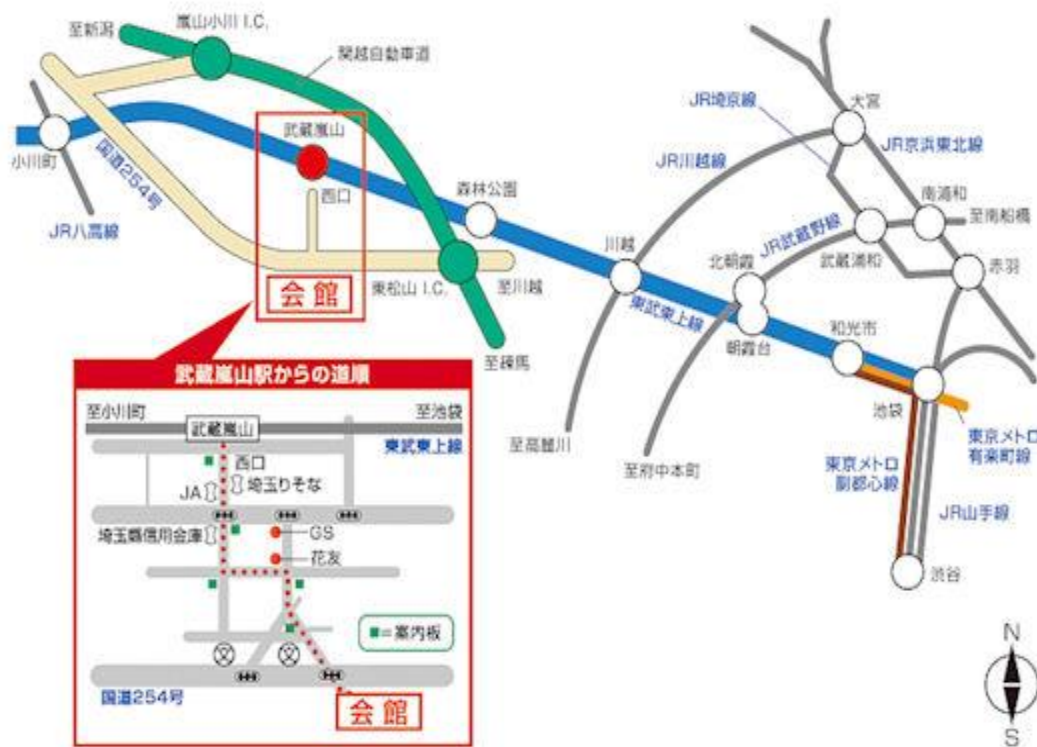 至新潟
嵐山小川 I.C.
関越自動車道
小川町
国道254号
JR八高線
武蔵嵐山
西口
森林公園
会館
東松山 I.C.
至川越
至練馬
川越
東武東上線
JR川越線
JR埼京線
大宮
JR京浜東北線
南浦和
至南船橋
JR武蔵野線
武蔵浦和
赤羽
北朝霞
朝霞台
和光市
池袋
至高麗川
至府中本町
東京メトロ
有楽町線
東京メトロ
副都心線
JR山手線
渋谷
武蔵嵐山駅からの道順
至小川町
至池袋
武蔵嵐山
東武東上線
西口
JA
埼玉りそな
埼玉縣信用金庫
GS
花友
■=案内板
文
文
国道254号
会館
N
S